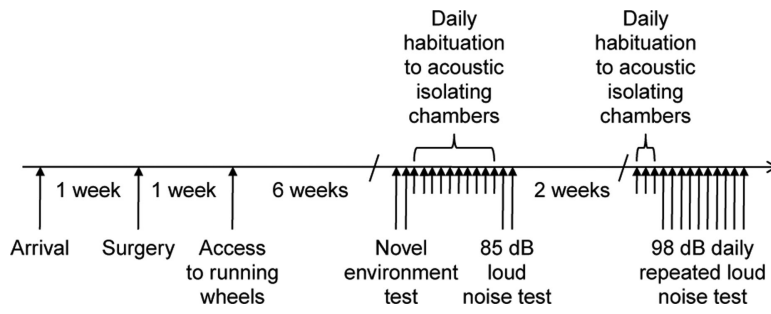 Daily
habituation
to acoustic
isolating
chambers
Daily
habituation
to acoustic
isolating
chambers
1 week
1 week
6 weeks
2 weeks
Arrival
Surgery
Access
to running
wheels
Novel
environment
test
85 dB
loud
noise test
98 dB daily
repeated loud
noise test